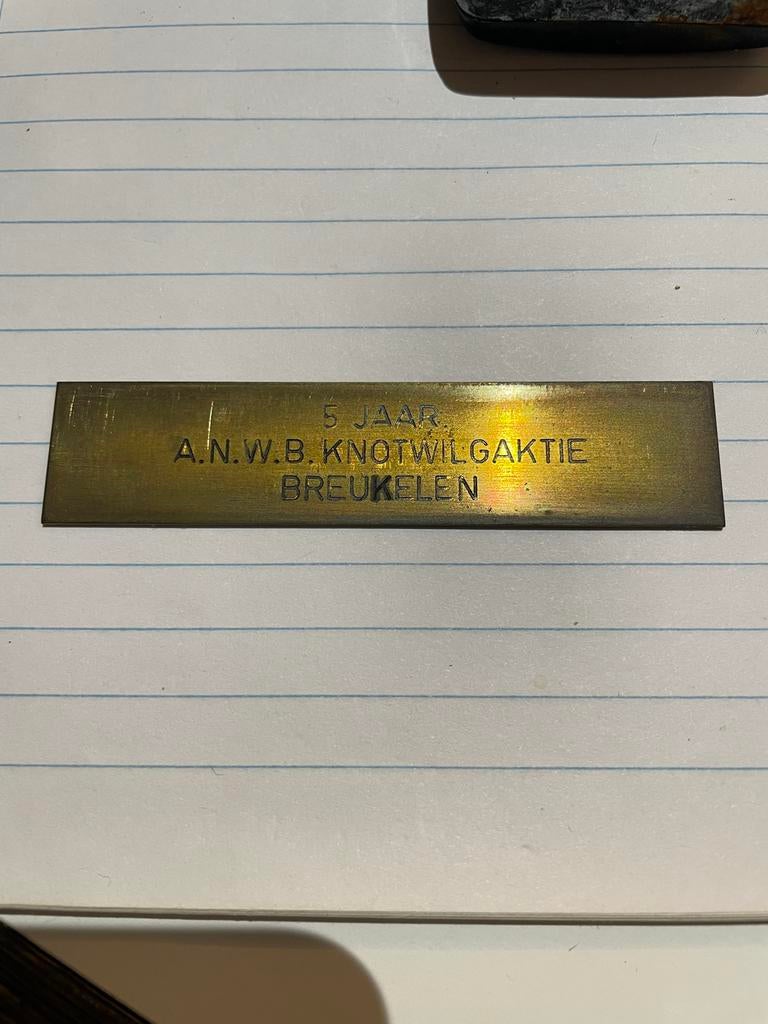 5 JAAR.
A.N.W.B. KNOTWILGAKTIE
BREUKELEN